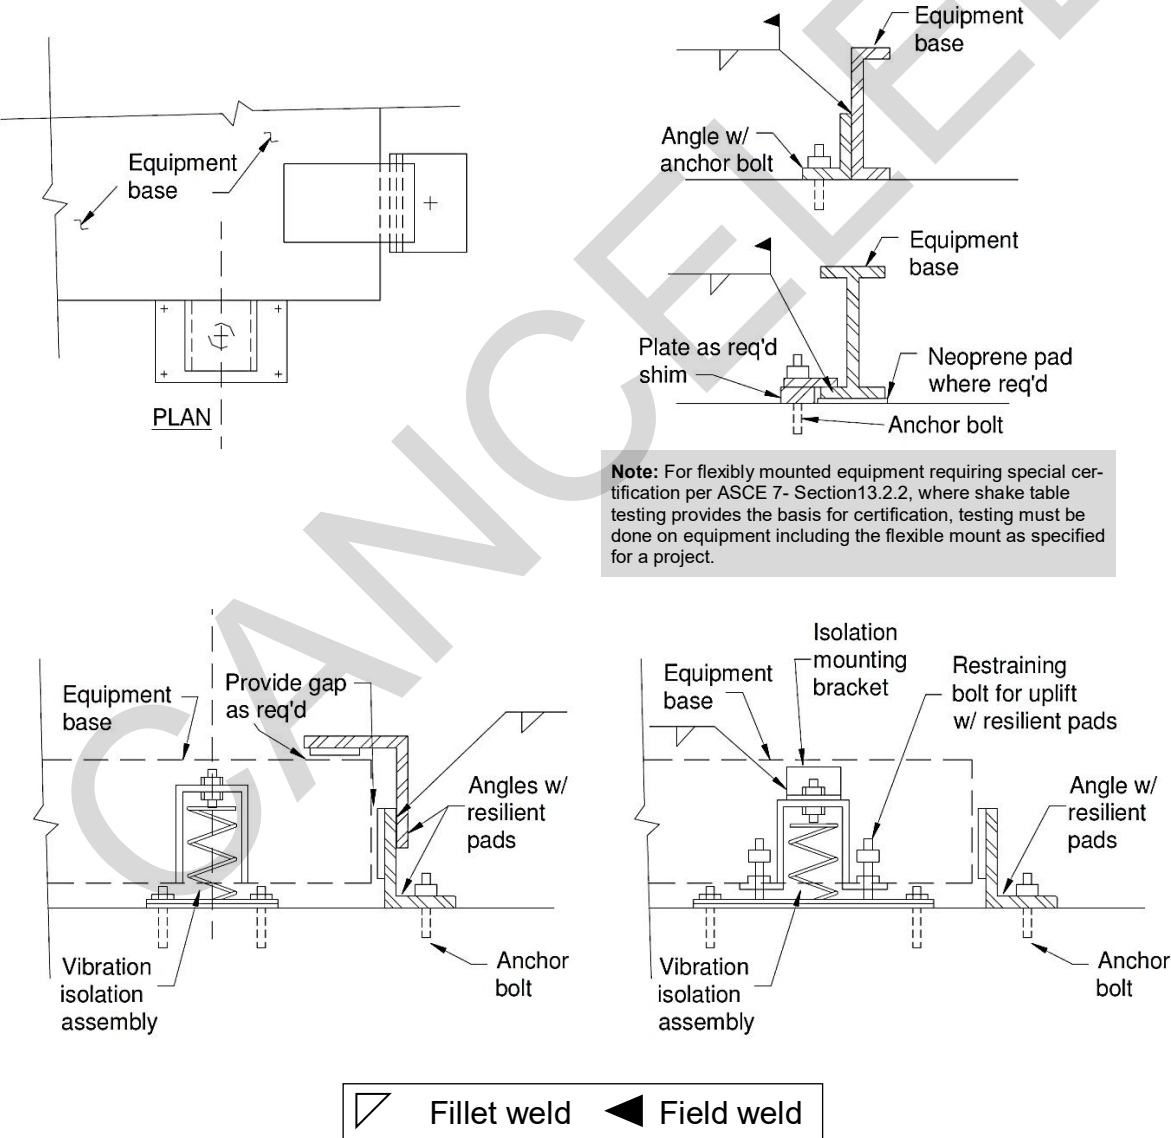 Equipment
base
PLAN
Equipment
base
Angle w/
anchor bolt
Equipment
base
Plate as req'd
shim
Neoprene pad
where req'd
Anchor bolt
Note: For flexibly mounted equipment requiring special cer-
tification per ASCE 7- Section13.2.2, where shake table
testing provides the basis for certification, testing must be
done on equipment including the flexible mount as specified
for a project.
Equipment
base
Provide gap
as req'd
Angles w/
resilient
pads
Vibration
isolation
assembly
Anchor
bolt
Isolation
mounting
bracket
Equipment
base
Restraining
bolt for uplift
w/ resilient pads
Angle w/
resilient
pads
Vibration
isolation
assembly
Anchor
bolt
Fillet weld Field weld
CANCELE